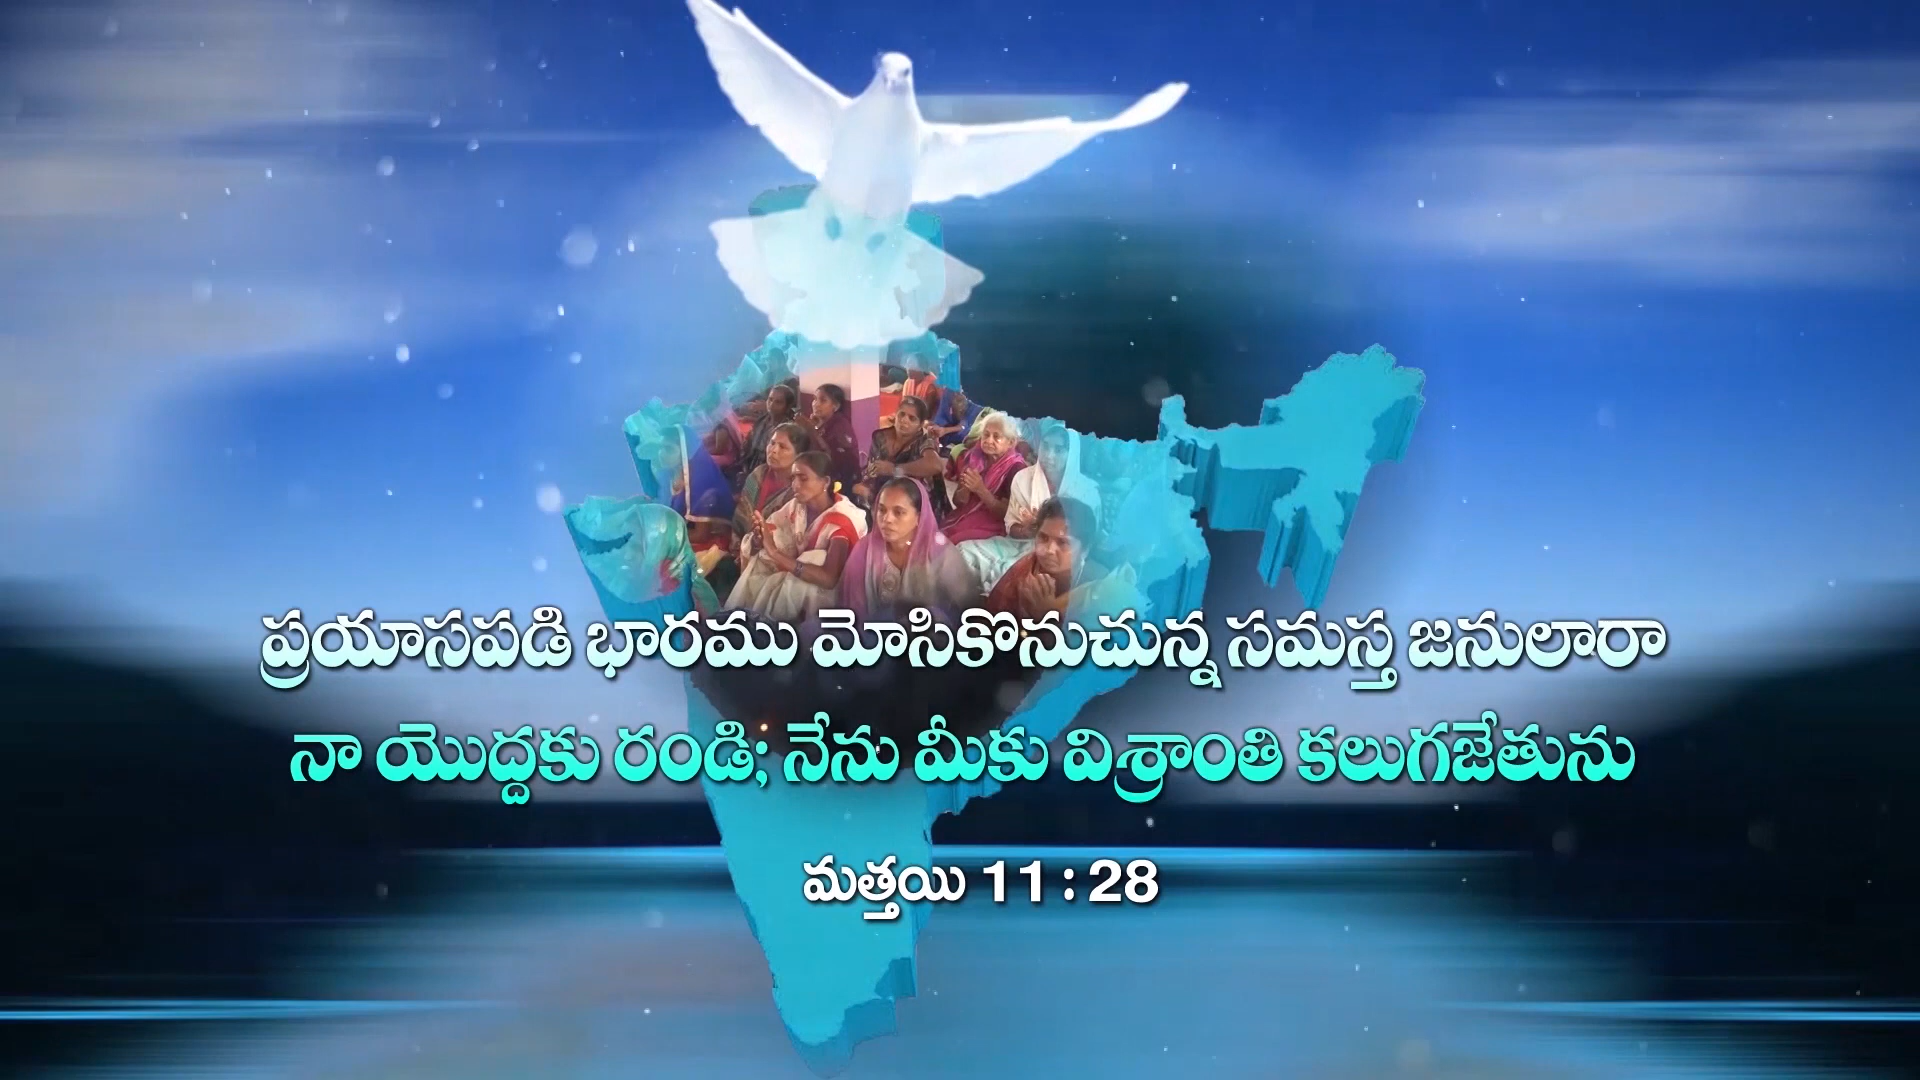 ప్రయాసపడి భారము మోసికొనుచున్న సమస్త జనులారా
నా యొద్దకు రండి; నేను మీకు విశ్రాంతి కలుగజేతును
మత్తయి 11 : 28